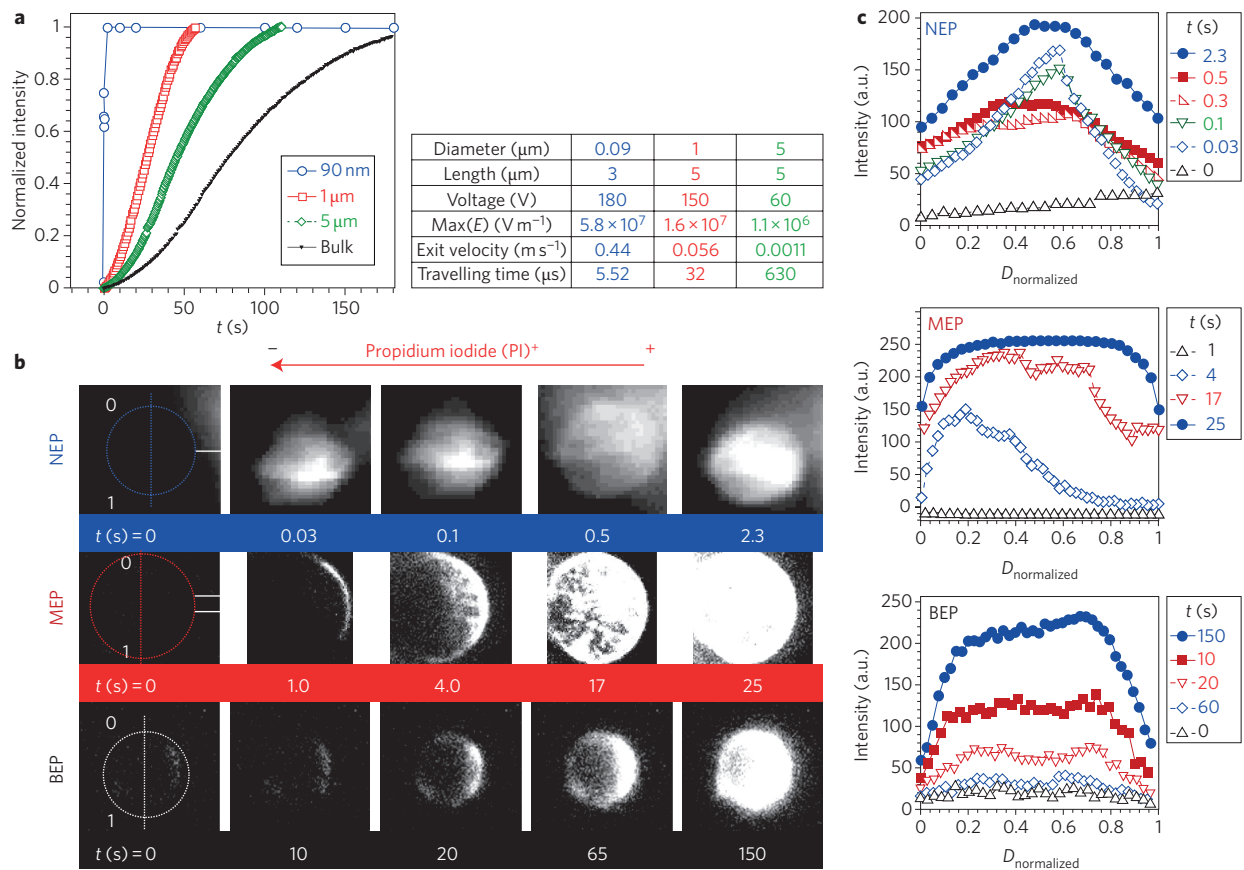 a
Normalized intensity
1
0.8
0.6
0.4
0.2
0
0 50 100 150
t (s)
90 nm
1 μm
5 μm
Bulk
Diameter (μm) 0.09 1 5
Length (μm) 3 5 5
Voltage (V) 180 150 60
Max(E) (V m⁻¹) 5.8 × 10⁷ 1.6 × 10⁷ 1.1 × 10⁶
Exit velocity (m s⁻¹) 0.44 0.056 0.0011
Travelling time (μs) 5.52 32 630
b
− Propidium iodide (PI)⁺ +
NEP
0
1
t (s) = 0 0.03 0.1 0.5 2.3
MEP
0
1
t (s) = 0 1.0 4.0 17 25
BEP
0
1
t (s) = 0 10 20 65 150
c
NEP
Intensity (a.u.)
200
150
100
50
0
0 0.2 0.4 0.6 0.8 1
D normalized
t (s)
2.3
0.5
0.3
0.1
0.03
0
MEP
Intensity (a.u.)
250
200
150
100
50
0
0 0.2 0.4 0.6 0.8 1
D normalized
t (s)
1
4
17
25
BEP
Intensity (a.u.)
250
200
150
100
50
0
0 0.2 0.4 0.6 0.8 1
D normalized
t (s)
150
10
20
60
0